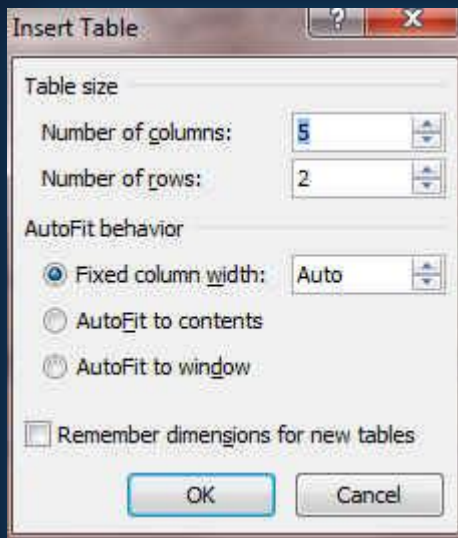 Insert Table
?
Table size
Number of columns: 5
Number of rows: 2
AutoFit behavior
Fixed column width: Auto
AutoFit to contents
AutoFit to window
Remember dimensions for new tables
OK Cancel